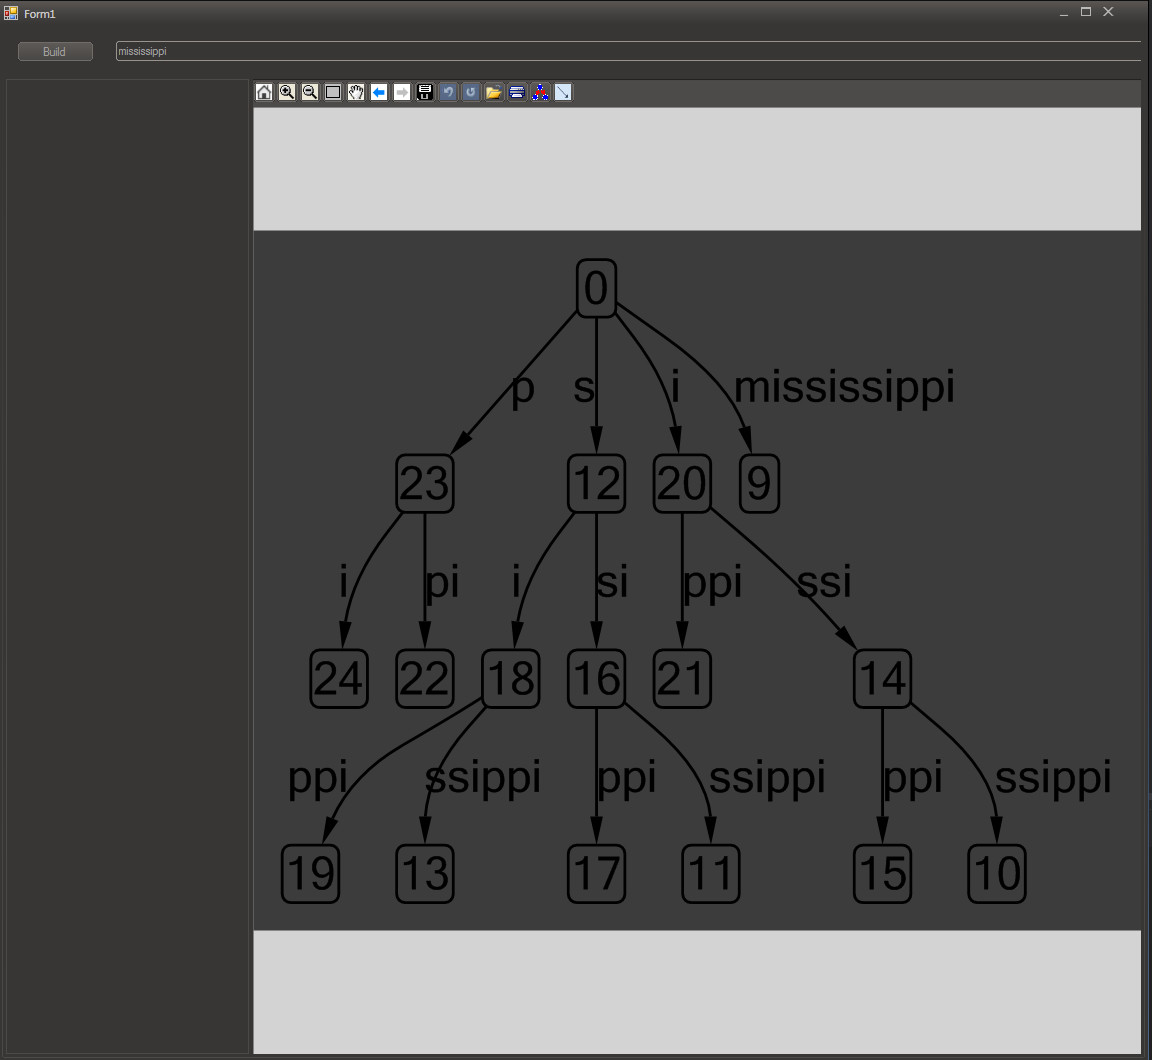 Form1
Build
mississippi
0
p s i mississippi
23 12 20 9
i pi i si ppi ssi
24 22 18 16 21 14
ppi ssippi ppi ssippi ppi ssippi
19 13 17 11 15 10